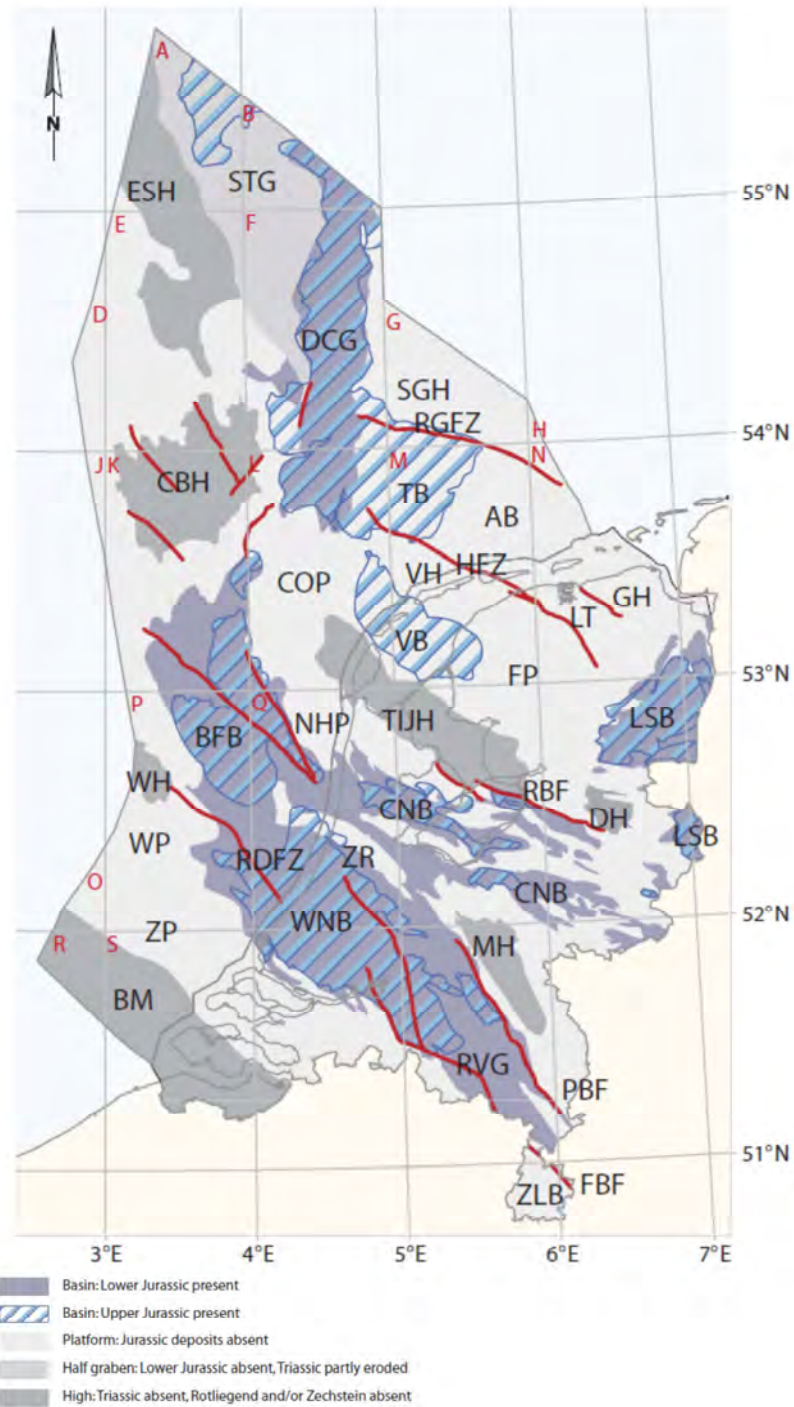 A
N
B
ESH
STG
55°N
E
F
D
G
DCG
SGH
RGFZ
H
54°N
N
J K
L
M
CBH
TB
AB
HFZ
VH
COP
GH
LT
VB
FP
53°N
P
Q
NHP
TIJH
LSB
BFB
WH
RBF
CNB
DH
LSB
WP
RDFZ
ZR
O
CNB
WNB
52°N
ZP
R
S
MH
BM
RVG
PBF
51°N
ZLB
FBF
3°E
4°E
5°E
6°E
7°E
Basin: Lower Jurassic present
Basin: Upper Jurassic present
Platform: Jurassic deposits absent
Half graben: Lower Jurassic absent, Triassic partly eroded
High: Triassic absent, Rotliegend and/or Zechstein absent